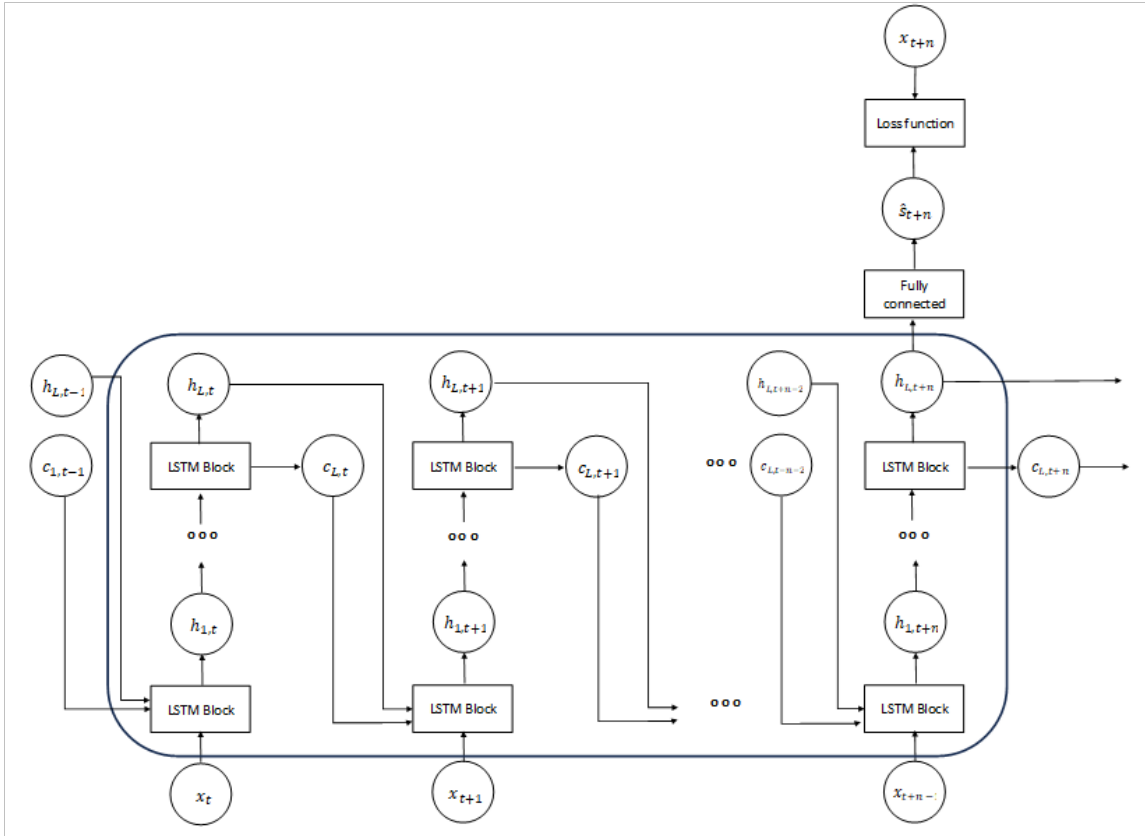 x_{t+n}
Loss function
ŝ_{t+n}
Fully
connected
h_{L,t-1}
h_{L,t}
h_{L,t+1}
h_{L,t+n-2}
h_{L,t+n}
c_{1,t-1}
LSTM Block
c_{L,t}
LSTM Block
c_{L,t+1}
ooo
c_{L,t-n-2}
LSTM Block
c_{L,t+n}
ooo
ooo
ooo
h_{1,t}
h_{1,t+1}
h_{1,t+n}
LSTM Block
LSTM Block
ooo
LSTM Block
x_t
x_{t+1}
x_{t+n-1}